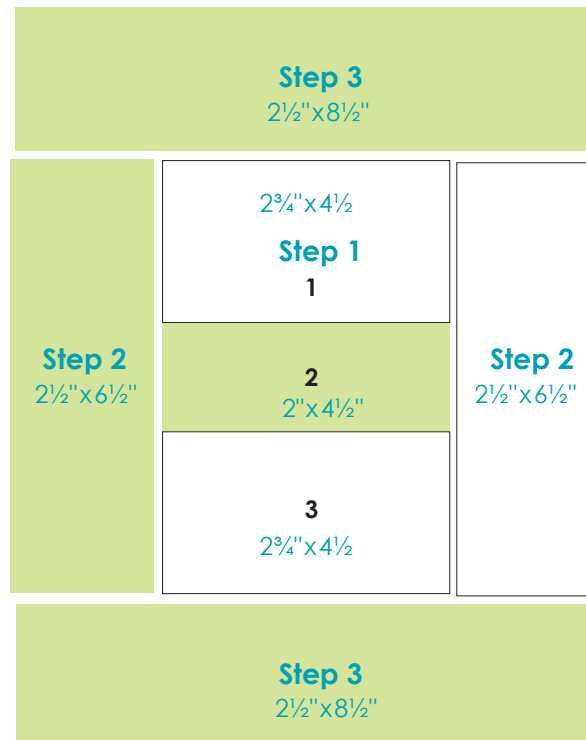 Step 3
2½"x8½"
2¾"x4½
Step 1
1
Step 2
2½"x6½"
2
2"x4½"
Step 2
2½"x6½"
3
2¾"x4½
Step 3
2½"x8½"